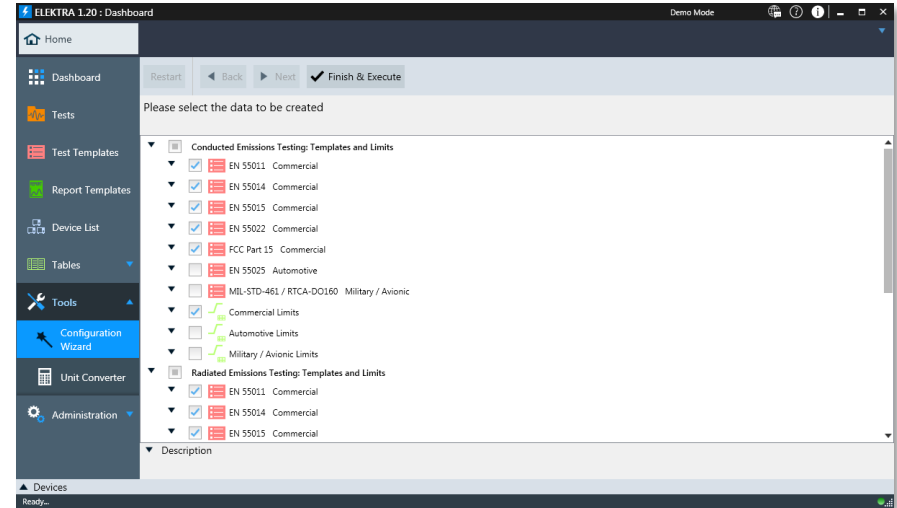 ELEKTRA 1.20 : Dashboard
Demo Mode
Home
Dashboard
Tests
Test Templates
Report Templates
Device List
Tables
Tools
Configuration
Wizard
Unit Converter
Administration
Restart Back Next Finish & Execute
Please select the data to be created
Conducted Emissions Testing: Templates and Limits
EN 55011 Commercial
EN 55014 Commercial
EN 55015 Commercial
EN 55022 Commercial
FCC Part 15 Commercial
EN 55025 Automotive
MIL-STD-461 / RTCA-DO160 Military / Avionic
Commercial Limits
Automotive Limits
Military / Avionic Limits
Radiated Emissions Testing: Templates and Limits
EN 55011 Commercial
EN 55014 Commercial
EN 55015 Commercial
Description
Devices
Ready...